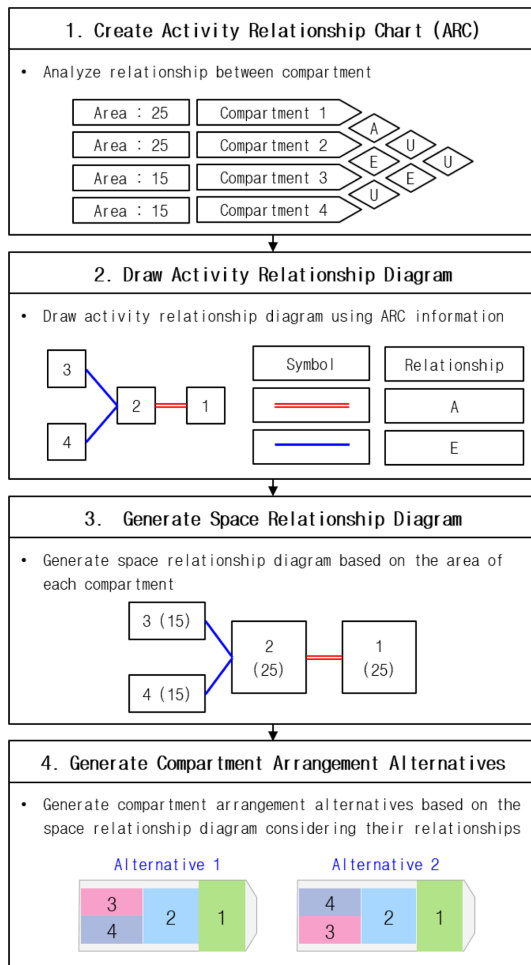 1. Create Activity Relationship Chart (ARC)
• Analyze relationship between compartment
Area : 25 Compartment 1
A
Area : 25 Compartment 2 U
E U
Area : 15 Compartment 3 E
U
Area : 15 Compartment 4
2. Draw Activity Relationship Diagram
• Draw activity relationship diagram using ARC information
3 Symbol Relationship
2 1 A
4 E
3. Generate Space Relationship Diagram
• Generate space relationship diagram based on the area of
each compartment
3 (15)
2 1
(25) (25)
4 (15)
4. Generate Compartment Arrangement Alternatives
• Generate compartment arrangement alternatives based on the
space relationship diagram considering their relationships
Alternative 1 Alternative 2
3 4
2 1 2 1
4 3